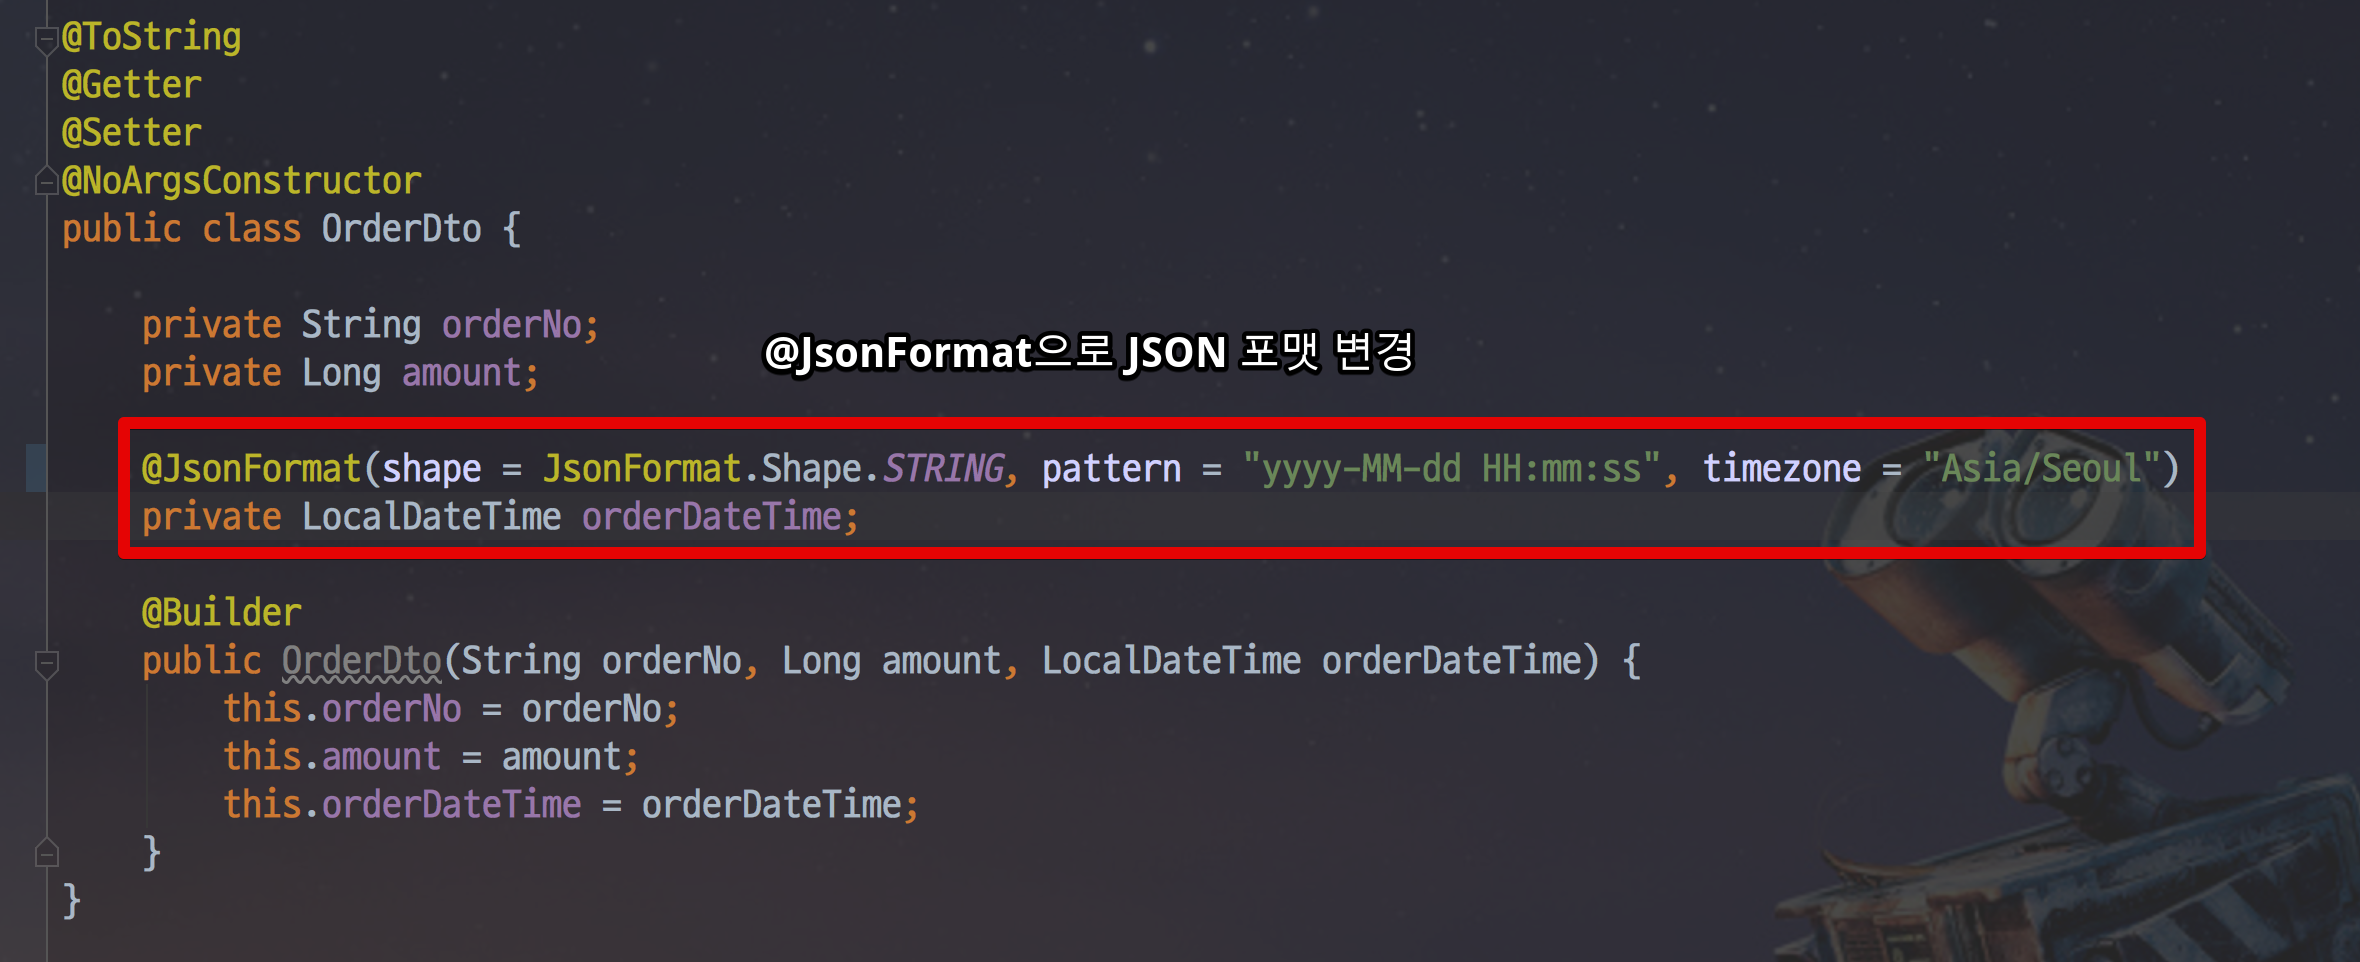 @ToString
@Getter
@Setter
@NoArgsConstructor
public class OrderDto {
private String orderNo;
private Long amount;
@JsonFormat으로 JSON 포맷 변경
@JsonFormat(shape = JsonFormat.Shape.STRING, pattern = "yyyy-MM-dd HH:mm:ss", timezone = "Asia/Seoul")
private LocalDateTime orderDateTime;
@Builder
public OrderDto(String orderNo, Long amount, LocalDateTime orderDateTime) {
this.orderNo = orderNo;
this.amount = amount;
this.orderDateTime = orderDateTime;
}
}